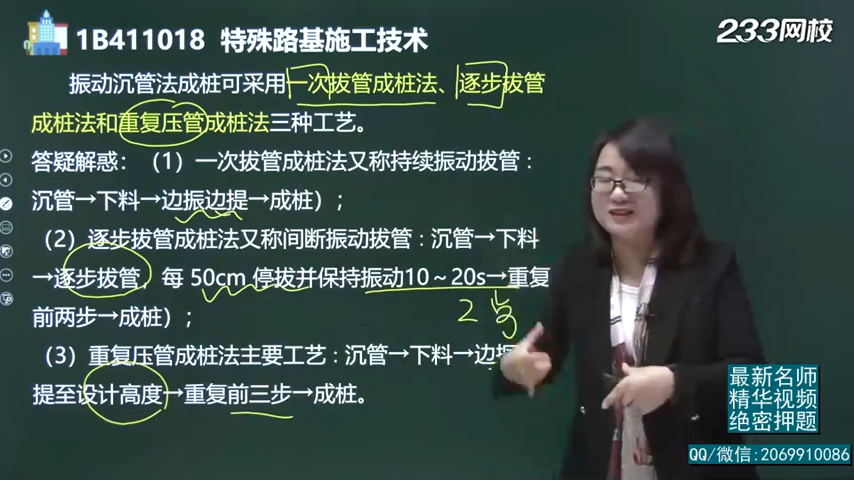 1B411018 特殊路基施工技术
233网校
振动沉管法成桩可采用一次拔管成桩法、逐步拔管
成桩法和重复压管成桩法三种工艺。
答疑解惑：（1）一次拔管成桩法又称持续振动拔管：
沉管→下料→边振边提→成桩）；
（2）逐步拔管成桩法又称间断振动拔管：沉管→下料
→逐步拔管，每 50cm 停拔并保持振动10～20s→重复
前两步→成桩）；
2步
（3）重复压管成桩法主要工艺：沉管→下料→边振
提至设计高度→重复前三步→成桩。
最新名师
精华视频
绝密押题
QQ/微信:2069910086